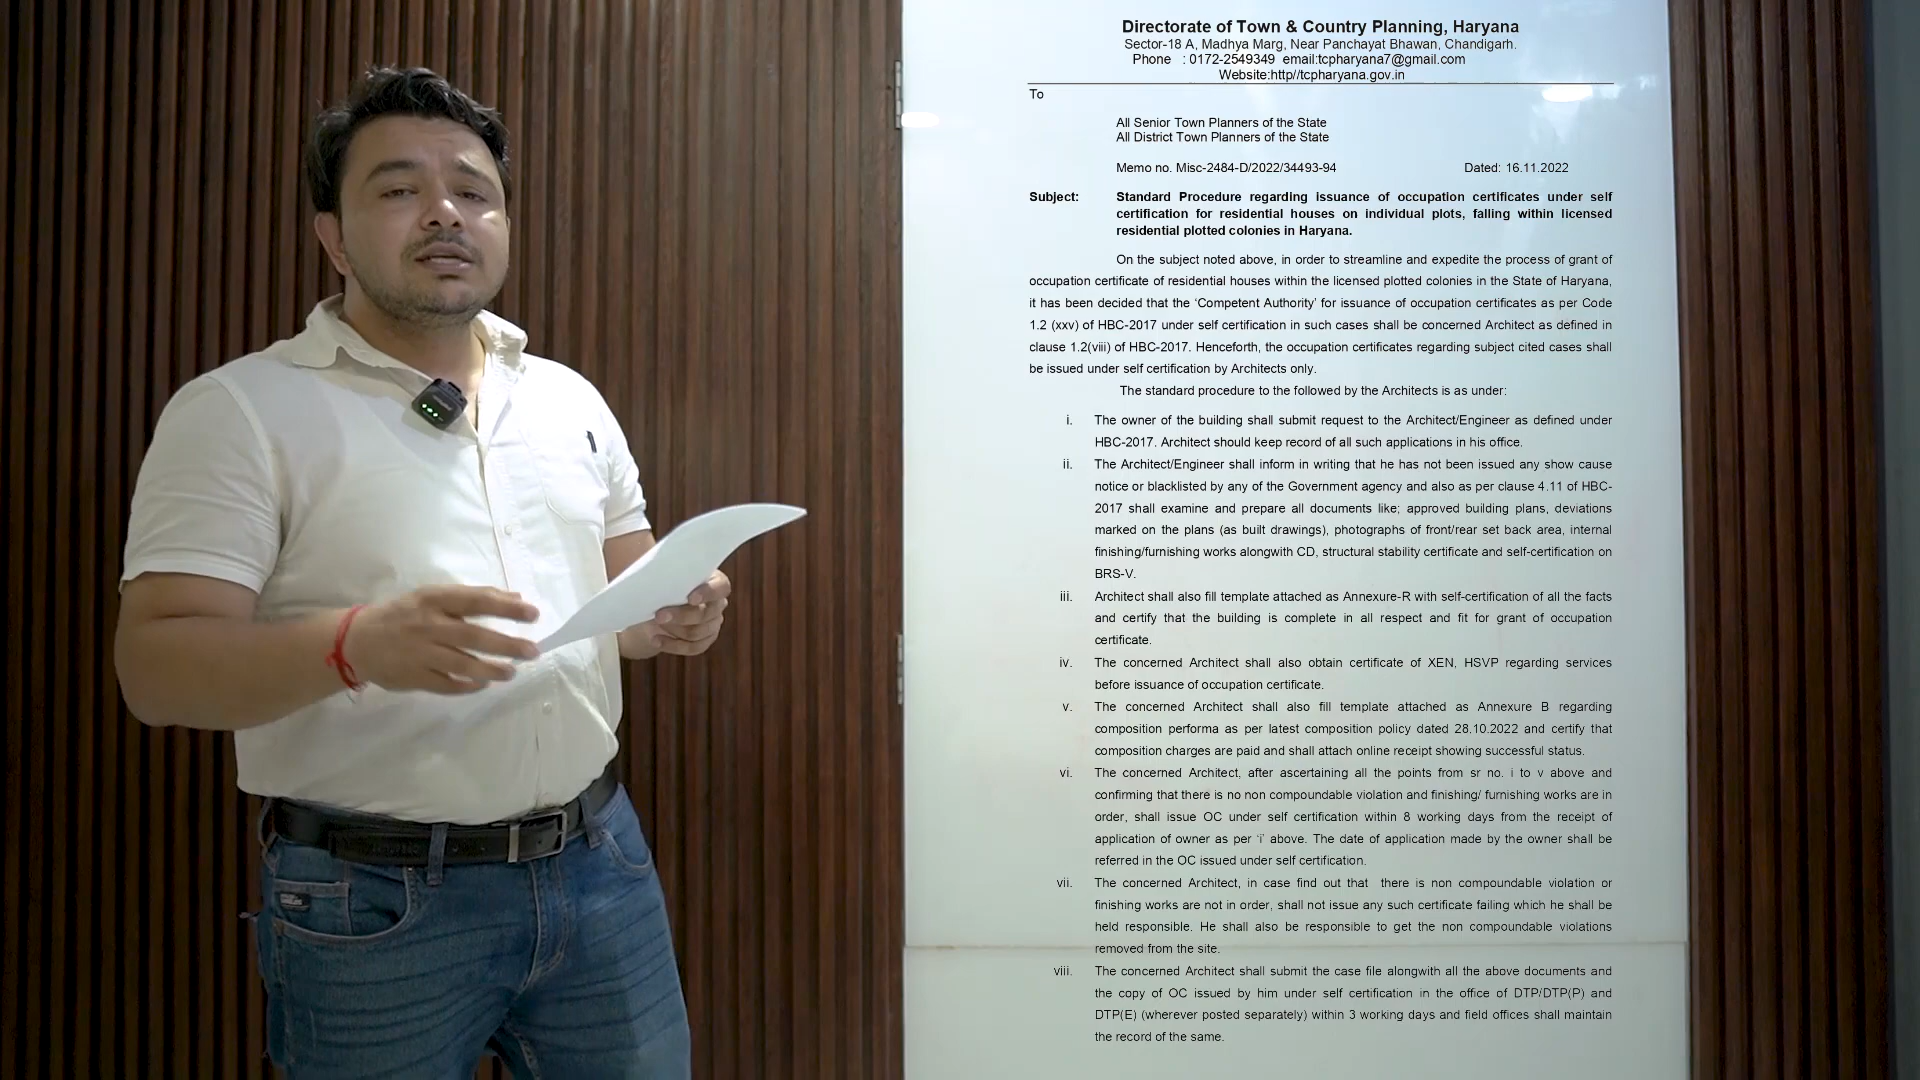 Directorate of Town & Country Planning, Haryana
Sector-18 A, Madhya Marg, Near Panchayat Bhawan, Chandigarh.
Phone : 0172-2549349 email:tcpharyana7@gmail.com
Website:http//tcpharyana.gov.in
To
All Senior Town Planners of the State
All District Town Planners of the State
Memo no. Misc-2484-D/2022/34493-94 Dated: 16.11.2022
Subject: Standard Procedure regarding issuance of occupation certificates under self
certification for residential houses on individual plots, falling within licensed
residential plotted colonies in Haryana.
On the subject noted above, in order to streamline and expedite the process of grant of
occupation certificate of residential houses within the licensed plotted colonies in the State of Haryana,
it has been decided that the ‘Competent Authority’ for issuance of occupation certificates as per Code
1.2 (xxv) of HBC-2017 under self certification in such cases shall be concerned Architect as defined in
clause 1.2(viii) of HBC-2017. Henceforth, the occupation certificates regarding subject cited cases shall
be issued under self certification by Architects only.
The standard procedure to the followed by the Architects is as under:
i. The owner of the building shall submit request to the Architect/Engineer as defined under
HBC-2017. Architect should keep record of all such applications in his office.
ii. The Architect/Engineer shall inform in writing that he has not been issued any show cause
notice or blacklisted by any of the Government agency and also as per clause 4.11 of HBC-
2017 shall examine and prepare all documents like; approved building plans, deviations
marked on the plans (as built drawings), photographs of front/rear set back area, internal
finishing/furnishing works alongwith CD, structural stability certificate and self-certification on
BRS-V.
iii. Architect shall also fill template attached as Annexure-R with self-certification of all the facts
and certify that the building is complete in all respect and fit for grant of occupation
certificate.
iv. The concerned Architect shall also obtain certificate of XEN, HSVP regarding services
before issuance of occupation certificate.
v. The concerned Architect shall also fill template attached as Annexure B regarding
composition performa as per latest composition policy dated 28.10.2022 and certify that
composition charges are paid and shall attach online receipt showing successful status.
vi. The concerned Architect, after ascertaining all the points from sr no. i to v above and
confirming that there is no non compoundable violation and finishing/ furnishing works are in
order, shall issue OC under self certification within 8 working days from the receipt of
application of owner as per ‘i’ above. The date of application made by the owner shall be
referred in the OC issued under self certification.
vii. The concerned Architect, in case find out that there is non compoundable violation or
finishing works are not in order, shall not issue any such certificate failing which he shall be
held responsible. He shall also be responsible to get the non compoundable violations
removed from the site.
viii. The concerned Architect shall submit the case file alongwith all the above documents and
the copy of OC issued by him under self certification in the office of DTP/DTP(P) and
DTP(E) (wherever posted separately) within 3 working days and field offices shall maintain
the record of the same.